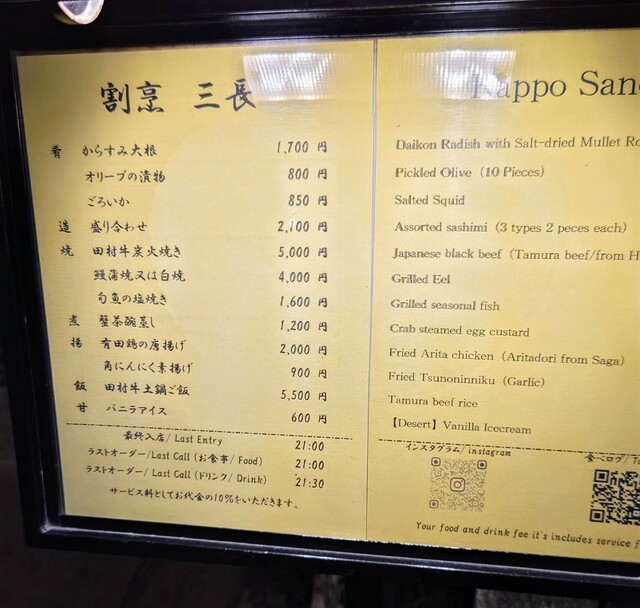 割烹 三長
肴 からすみ大根 1,700 円
オリーブの漬物 800 円
ごろいか 850 円
造 盛り合わせ 2,100 円
焼 田村牛炭火焼き 5,000 円
鰻蒲焼又は白焼 4,000 円
旬魚の塩焼き 1,600 円
煮 蟹茶碗蒸し 1,200 円
揚 有田鶏の唐揚げ 2,000 円
角にんにく素揚げ 900 円
飯 田村牛土鍋ご飯 5,500 円
甘 バニラアイス 600 円
最終入店/Last Entry 21:00
ラストオーダー/Last Call (お食事/Food) 21:00
ラストオーダー/Last Call (ドリンク/Drink) 21:30
サービス料としてお代金の10%をいただきます。
Kappo San
Daikon Radish with Salt-dried Mullet Ro
Pickled Olive (10 Pieces)
Salted Squid
Assorted sashimi (3 types 2 peces each)
Japanese black beef (Tamura beef/from H
Grilled Eel
Grilled seasonal fish
Crab steamed egg custard
Fried Arita chicken (Aritadori from Saga)
Fried Tsunoninniku (Garlic)
Tamura beef rice
【Desert】Vanilla Icecream
インスタグラム/instagram
食べログ/
Your food and drink fee it's includes service f